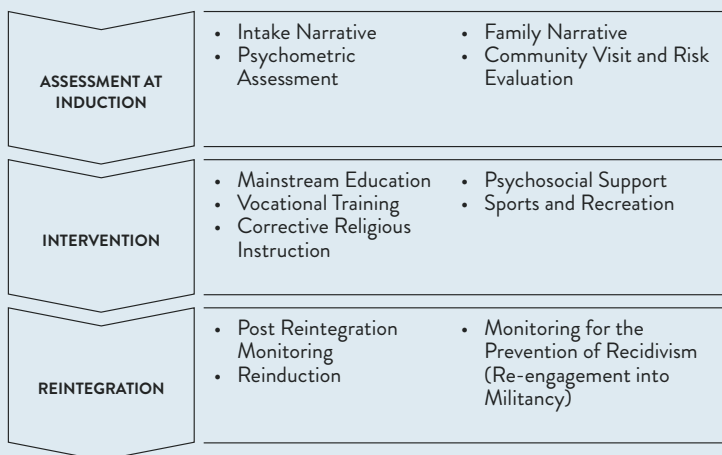 ASSESSMENT AT
INDUCTION
• Intake Narrative
• Psychometric
Assessment
• Family Narrative
• Community Visit and Risk
Evaluation
INTERVENTION
• Mainstream Education
• Vocational Training
• Corrective Religious
Instruction
• Psychosocial Support
• Sports and Recreation
REINTEGRATION
• Post Reintegration
Monitoring
• Reinduction
• Monitoring for the
Prevention of Recidivism
(Re-engagement into
Militancy)